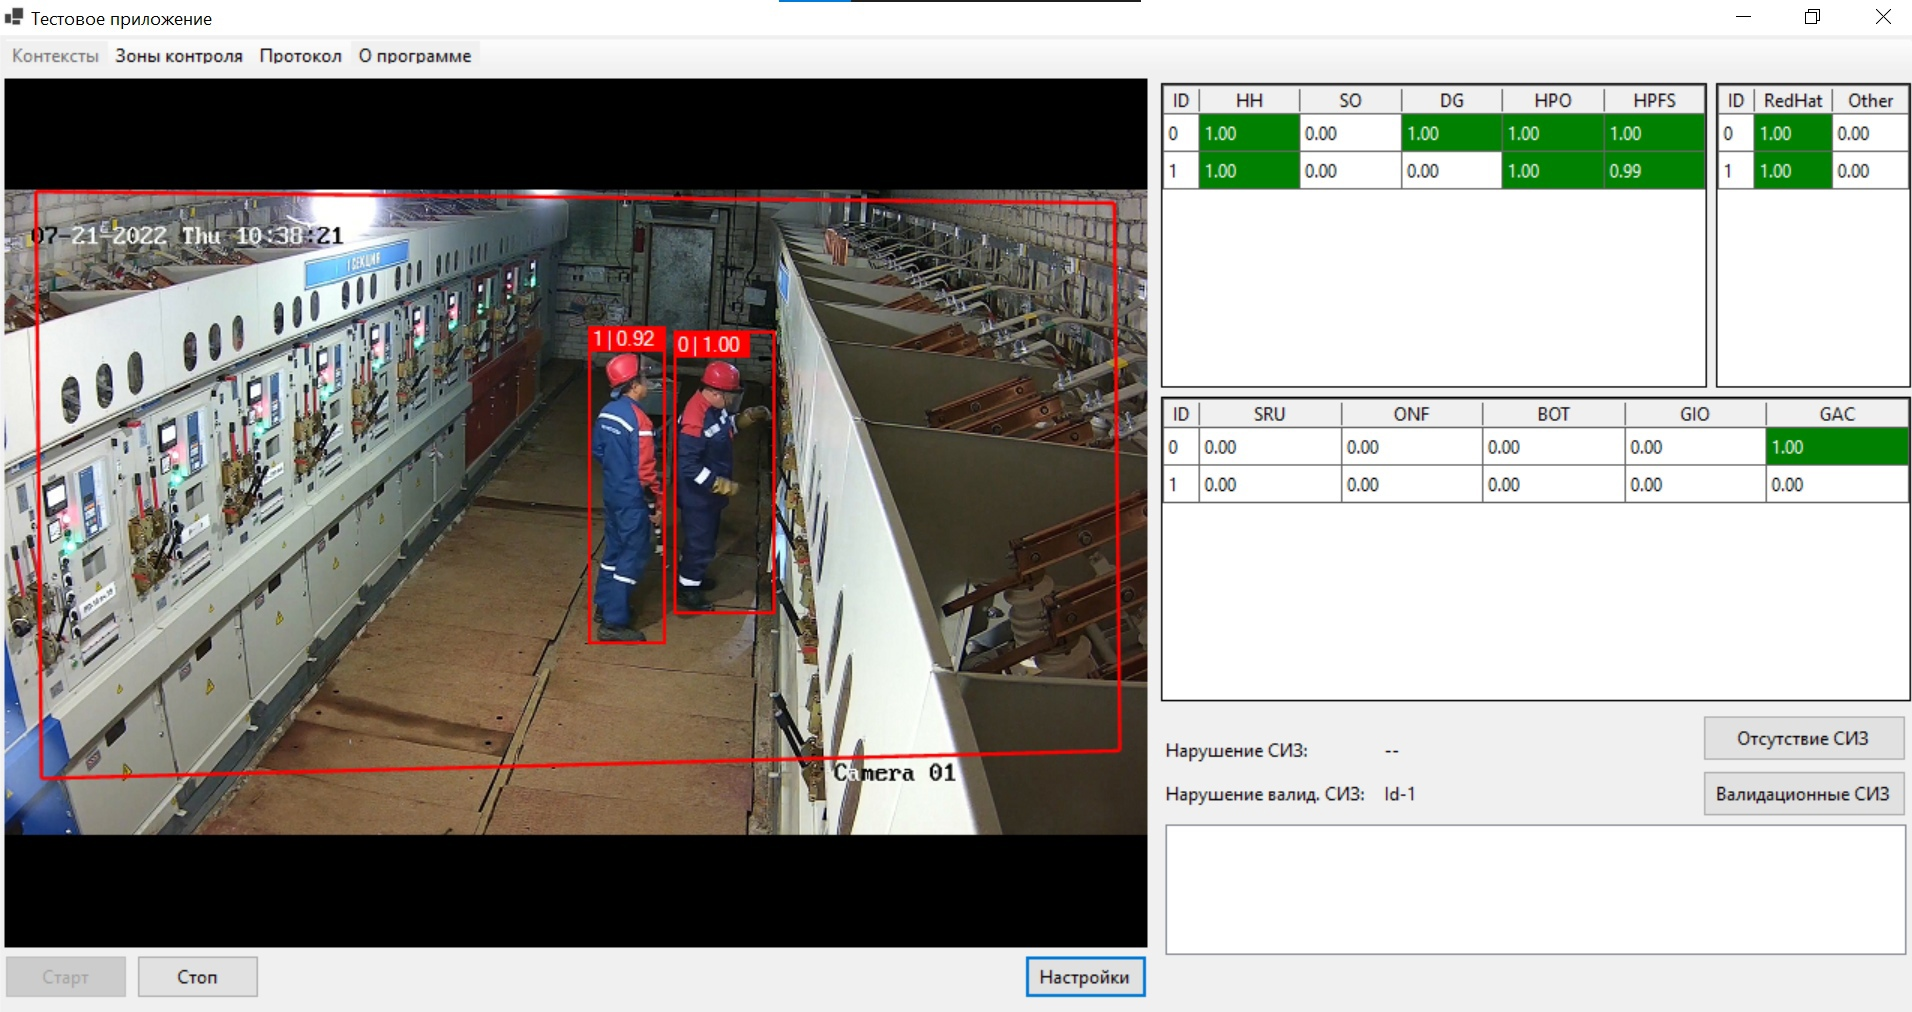 Тестовое приложение
Контексты Зоны контроля Протокол О программе
07-21-2022 Thu 10:38:21
1 СЕКЦИЯ
1|0.92
0|1.00
Camera 01
Старт Стоп Настройки
ID HH SO DG HPO HPFS
0 1.00 0.00 1.00 1.00 1.00
1 1.00 0.00 0.00 1.00 0.99
ID RedHat Other
0 1.00 0.00
1 1.00 0.00
ID SRU ONF BOT GIO GAC
0 0.00 0.00 0.00 0.00 1.00
1 0.00 0.00 0.00 0.00 0.00
Нарушение СИЗ: --
Отсутствие СИЗ
Нарушение валид. СИЗ: Id-1
Валидационные СИЗ